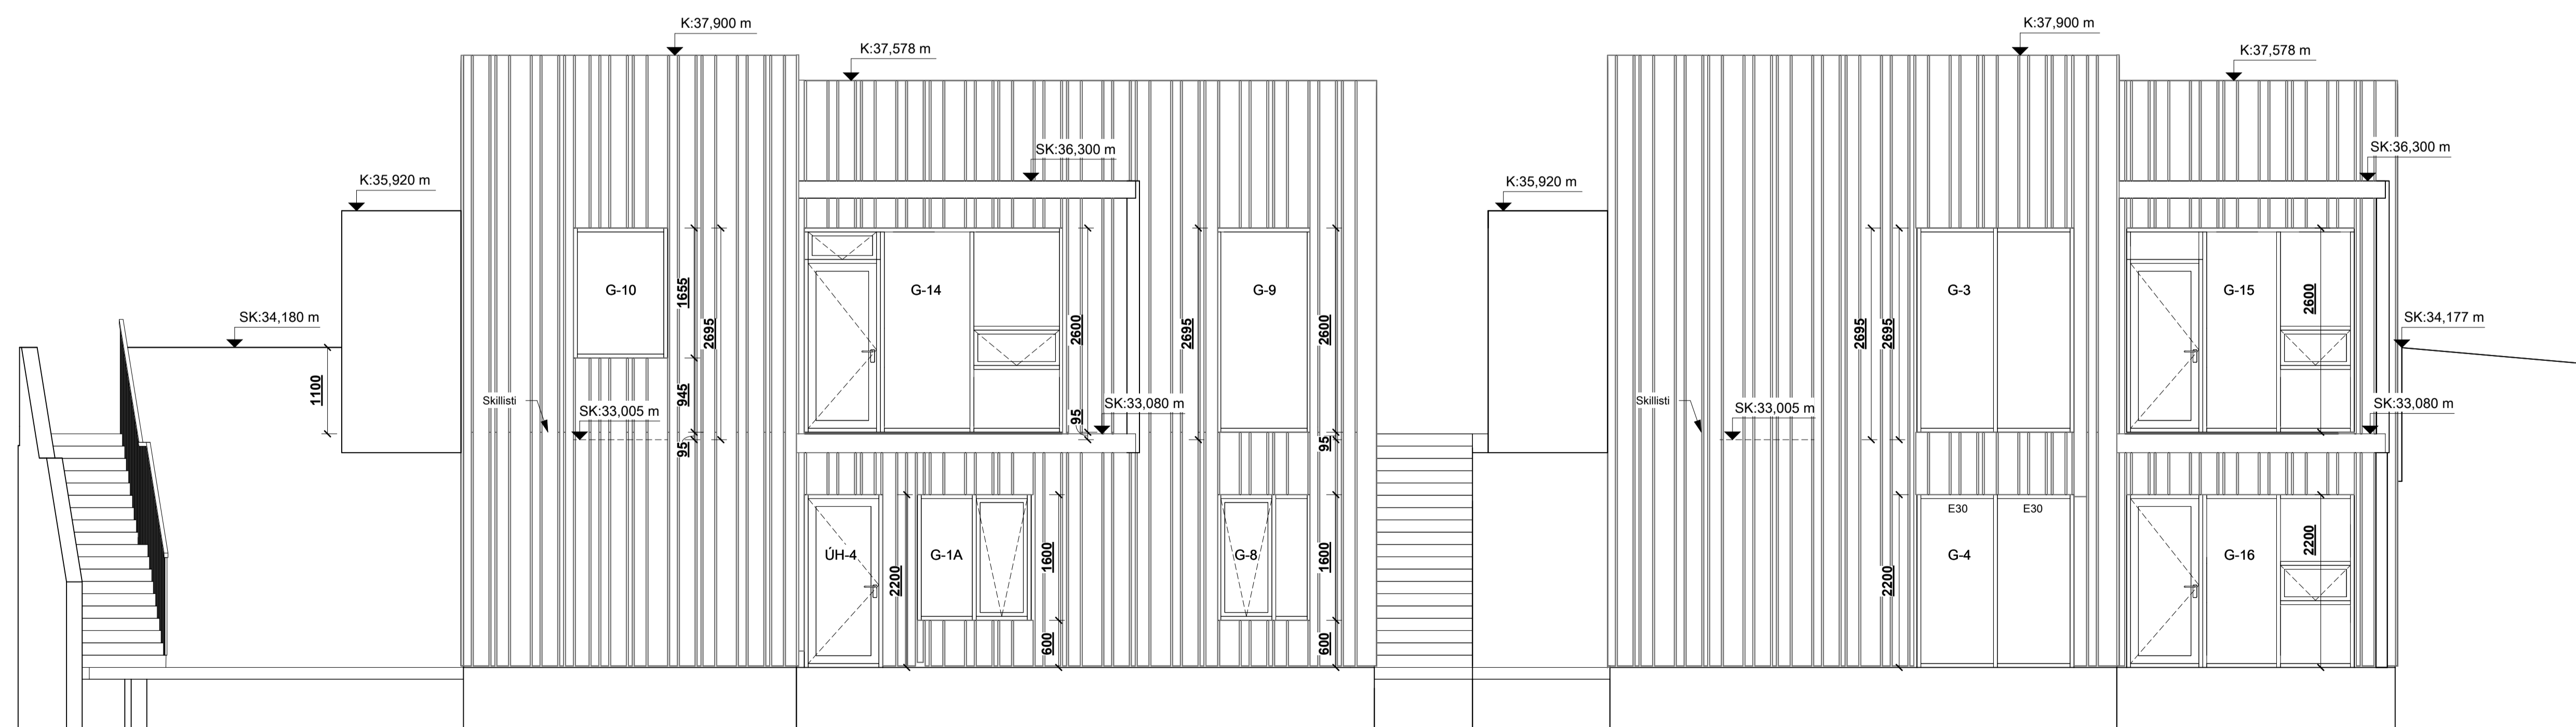 K:37,900 m
K:37,900 m
K:37,578 m
K:37,578 m
SK:36,300 m
SK:36,300 m
K:35,920 m
K:35,920 m
G-10
G-14
G-9
G-3
G-15
1655
2695
2600
2695
2600
2695
2695
2600
SK:34,180 m
SK:34,177 m
1100
945
Skillisti
SK:33,005 m
95
95
SK:33,080 m
95
Skillisti
SK:33,005 m
SK:33,080 m
E30
E30
ÚH-4
G-1A
G-8
G-4
G-16
2200
1600
1600
2200
2200
600
600